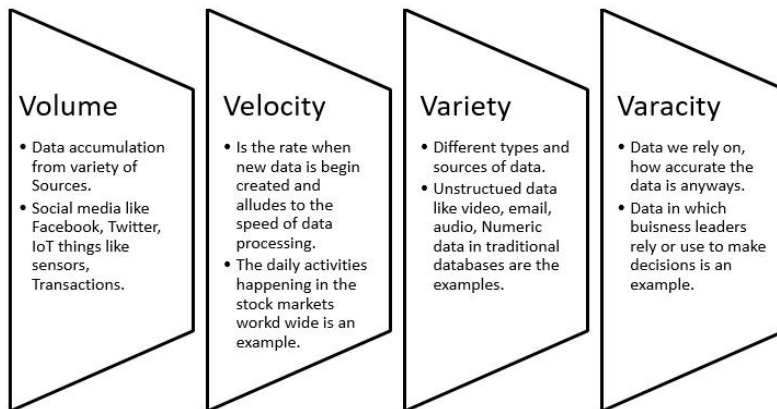 Volume
• Data accumulation
from variety of
Sources.
• Social media like
Facebook, Twitter,
IoT things like
sensors,
Transactions.
Velocity
• Is the rate when
new data is begin
created and
alludes to the
speed of data
processing.
• The daily activities
happening in the
stock markets
workd wide is an
example.
Variety
• Different types and
sources of data.
• Unstructued data
like video, email,
audio, Numeric
data in traditional
databases are the
examples.
Varacity
• Data we rely on,
how accurate the
data is anyways.
• Data in which
buisness leaders
rely or use to make
decisions is an
example.